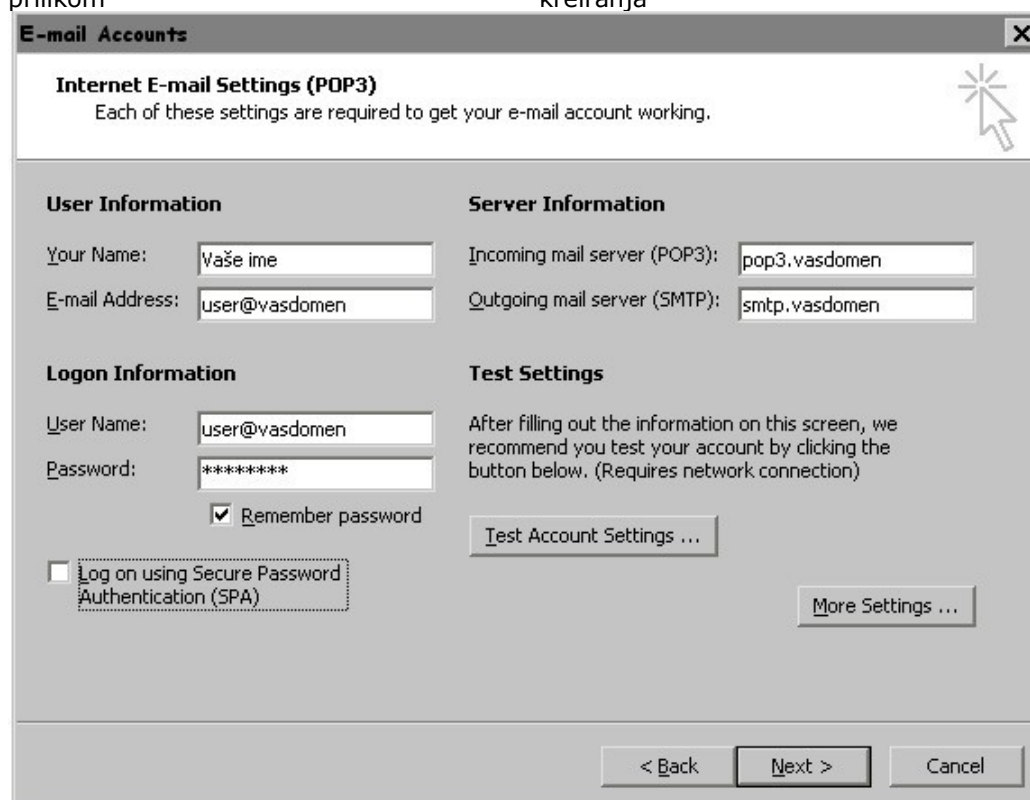 prilikom kreiranja
E-mail Accounts
Internet E-mail Settings (POP3)
Each of these settings are required to get your e-mail account working.
User Information
Your Name: Vaše ime
E-mail Address: user@vasdomen
Server Information
Incoming mail server (POP3): pop3.vasdomen
Outgoing mail server (SMTP): smtp.vasdomen
Logon Information
User Name: user@vasdomen
Password: ********
Remember password
Log on using Secure Password
Authentication (SPA)
Test Settings
After filling out the information on this screen, we
recommend you test your account by clicking the
button below. (Requires network connection)
Test Account Settings ...
More Settings ...
< Back
Next >
Cancel